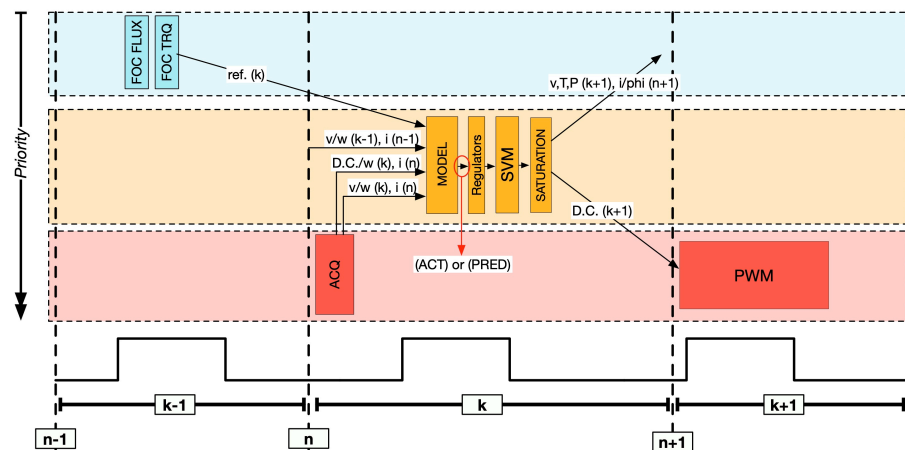 Priority
FOC FLUX
FOC TRQ
ref. (k)
v,T,P (k+1), i/phi (n+1)
v/w (k-1), i (n-1)
D.C./w (k), i (n)
v/w (k), i (n)
MODEL
Regulators
SVM
SATURATION
D.C. (k+1)
(ACT) or (PRED)
ACQ
PWM
k-1
k
k+1
n-1
n
n+1